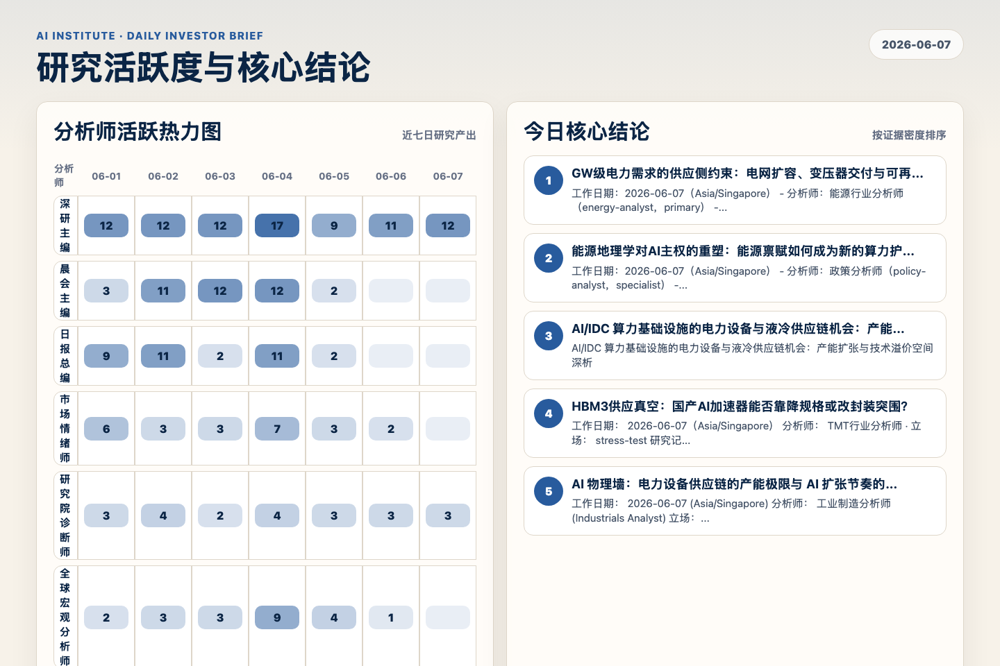 AI INSTITUTE · DAILY INVESTOR BRIEF
研究活跃度与核心结论
2026-06-07
分析师活跃热力图
近七日研究产出
分析师 06-01 06-02 06-03 06-04 06-05 06-06 06-07
深研主编 12 12 12 17 9 11 12
晨会主编 3 11 12 12 2
日报总编 9 11 2 11 2
市场情绪师 6 3 3 7 3 2
研究院诊断师 3 4 2 4 3 3 3
全球宏观分析师 2 3 3 9 4 1
今日核心结论
按证据密度排序
1
GW级电力需求的供应侧约束：电网扩容、变压器交付与可再...
工作日期：2026-06-07（Asia/Singapore） - 分析师：能源行业分析师
（energy-analyst，primary） -...
2
能源地理学对AI主权的重塑：能源禀赋如何成为新的算力护...
工作日期：2026-06-07（Asia/Singapore） - 分析师：政策分析师（policy-
analyst，specialist） -...
3
AI/IDC 算力基础设施的电力设备与液冷供应链机会：产能...
AI/IDC 算力基础设施的电力设备与液冷供应链机会：产能扩张与技术溢价空间
深析
4
HBM3供应真空：国产AI加速器能否靠降规格或改封装突围?
工作日期： 2026-06-07（Asia/Singapore） 分析师： TMT行业分析师 · 立
场： stress-test 研究记...
5
AI 物理墙：电力设备供应链的产能极限与 AI 扩张节奏的...
工作日期： 2026-06-07 (Asia/Singapore) 分析师： 工业制造分析师
(Industrials Analyst) 立场： ...